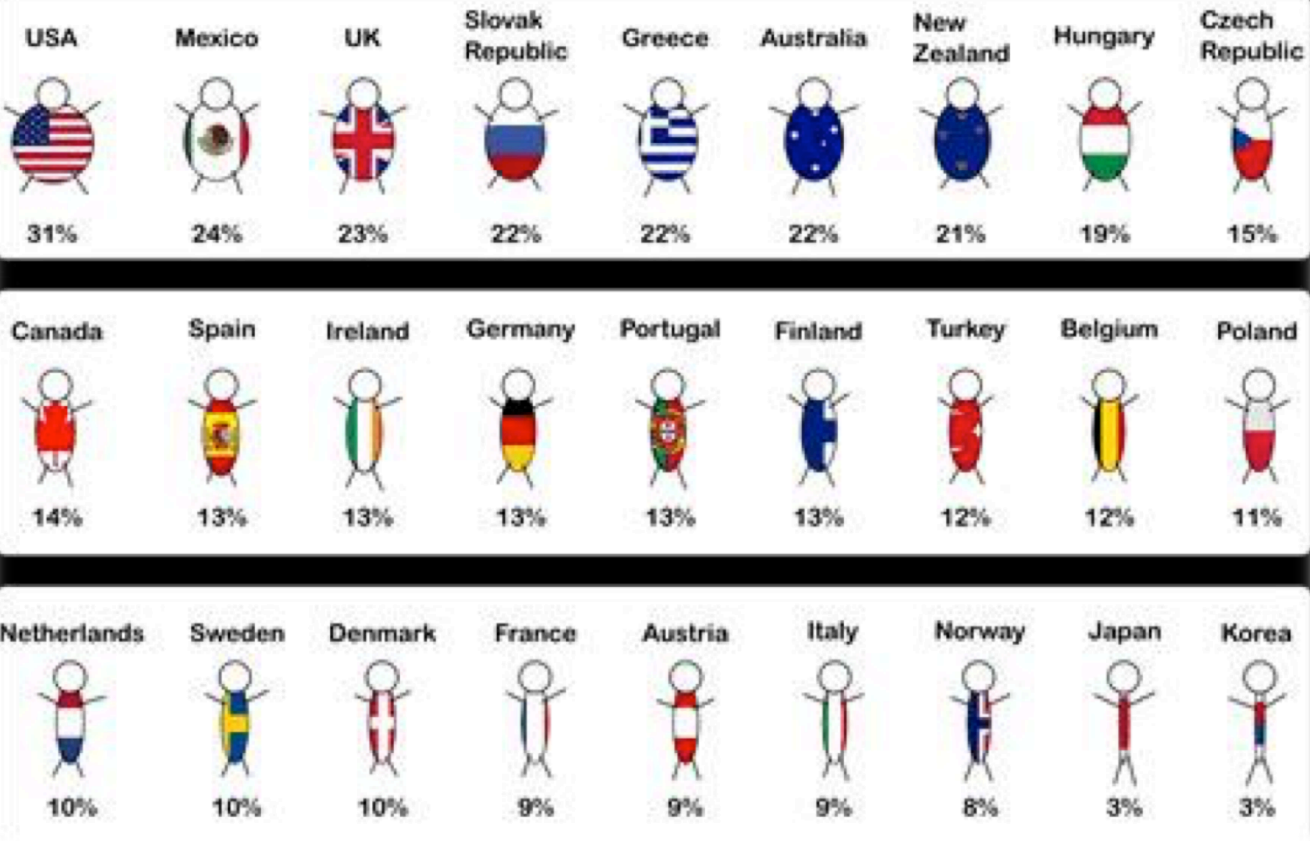 USA
Mexico
UK
Slovak
Republic
Greece
Australia
New
Zealand
Hungary
Czech
Republic
31%
24%
23%
22%
22%
22%
21%
19%
15%
Canada
Spain
Ireland
Germany
Portugal
Finland
Turkey
Belgium
Poland
14%
13%
13%
13%
13%
13%
12%
12%
11%
Netherlands
Sweden
Denmark
France
Austria
Italy
Norway
Japan
Korea
10%
10%
10%
9%
9%
9%
8%
3%
3%